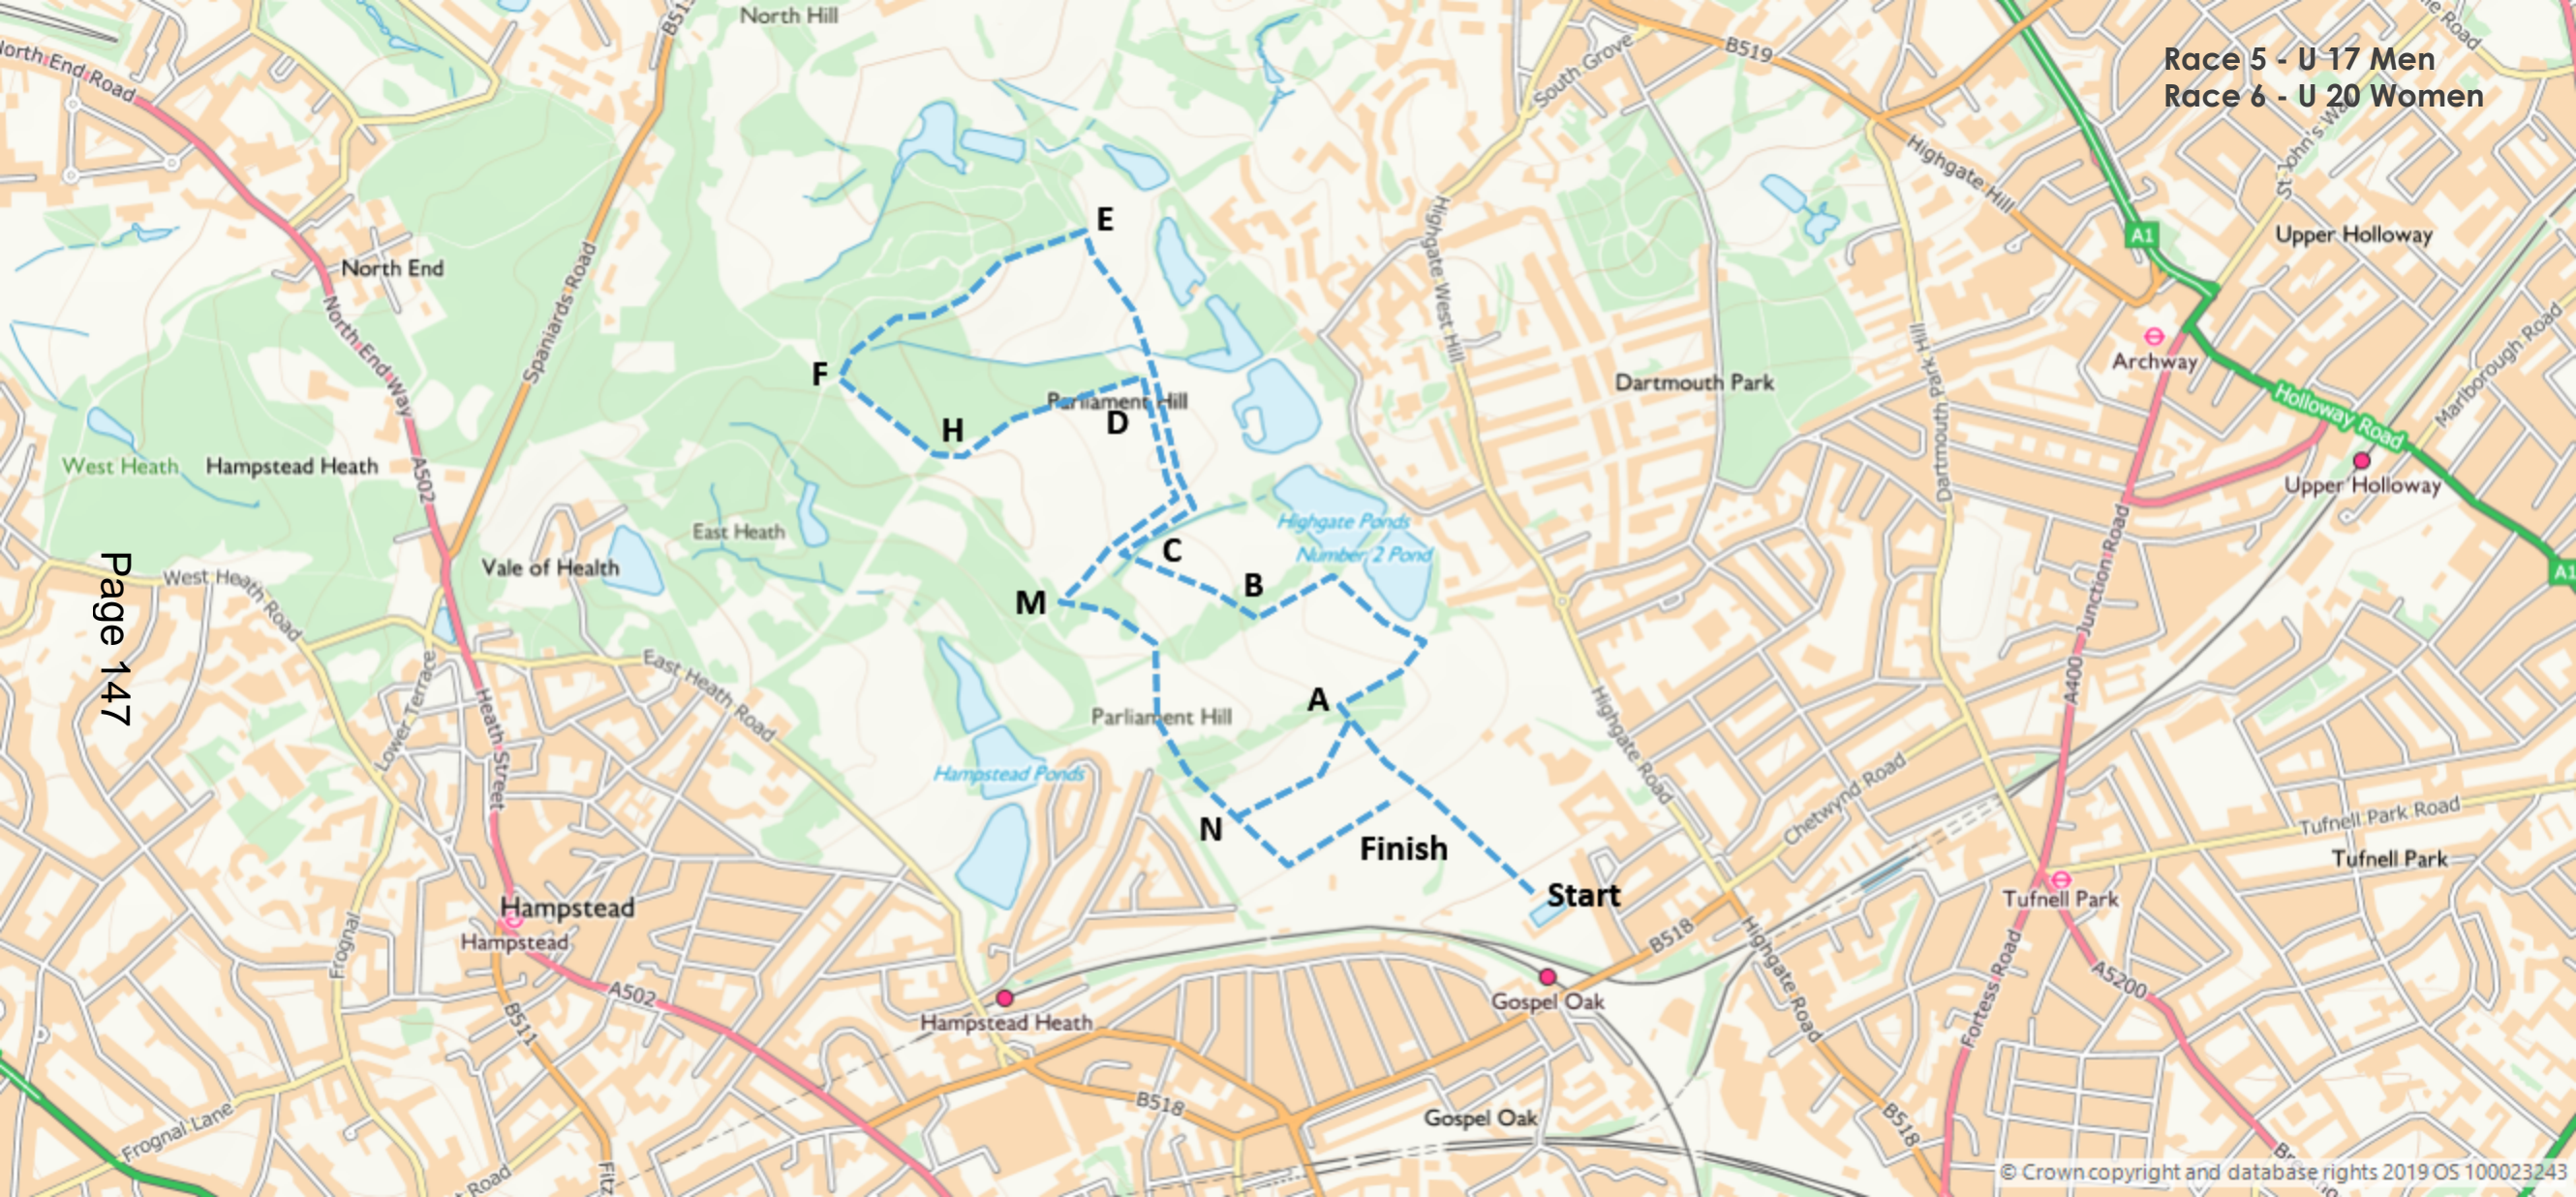 North Hill
B519
South Grove
Race 5 - U 17 Men
Race 6 - U 20 Women
North End Road
St John's Way
Highgate Hill
A1
Upper Holloway
E
North End
Spaniards Road
Highgate West Hill
North End Way
Archway
Marlborough Road
F
Parliament Hill
Dartmouth Park
Dartmouth Park Hill
Holloway Road
D
H
West Heath
Hampstead Heath
A502
Upper Holloway
East Heath
Highgate Ponds
Number 2 Pond
C
Vale of Health
West Heath Road
B
A1
M
Page 147
Junction Road
East Heath Road
Lower Terrace
A400
A
Parliament Hill
Heath Street
Highgate Road
Hampstead Ponds
Chetwynd Road
N
Tufnell Park Road
Finish
Tufnell Park
Start
Tufnell Park
Hampstead
Hampstead
Frognal
B518
Highgate Road
Fortess Road
A5200
A502
B511
Gospel Oak
Hampstead Heath
B518
Gospel Oak
B518
Frognal Lane
Road
Fitz
© Crown copyright and database rights 2019 OS 100023243